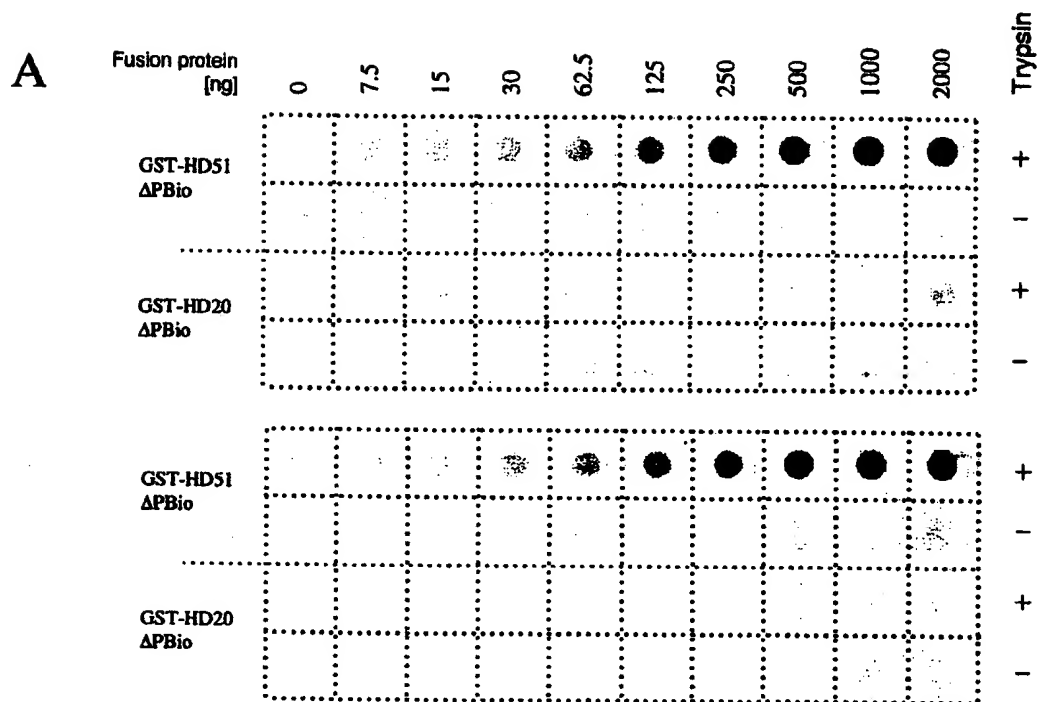 A
Fusion protein
[ng]
0 7.5 15 30 62.5 125 250 500 1000 2000
Trypsin
GST-HD51
ΔPBio
+
−
GST-HD20
ΔPBio
+
−
GST-HD51
ΔPBio
+
−
GST-HD20
ΔPBio
+
−